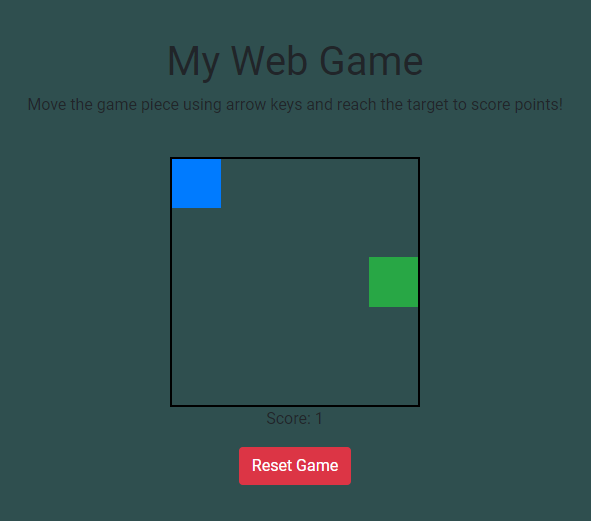 My Web Game
Move the game piece using arrow keys and reach the target to score points!
Score: 1
Reset Game